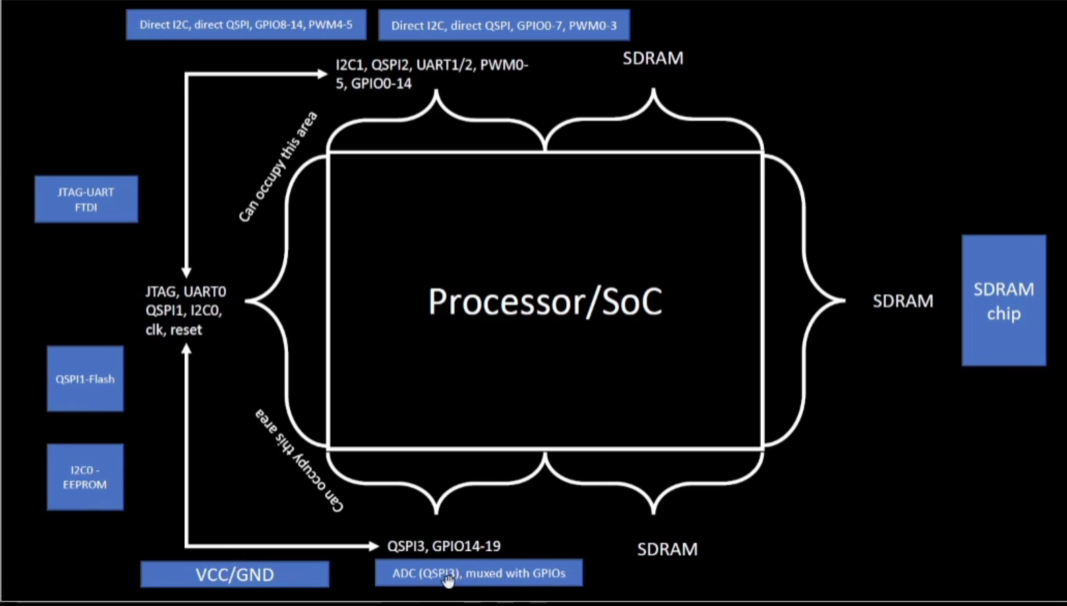 Direct I2C, direct QSPI, GPIO8-14, PWM4-5
Direct I2C, direct QSPI, GPIO0-7, PWM0-3
I2C1, QSPI2, UART1/2, PWM0-
5, GPIO0-14
SDRAM
Can occupy this area
JTAG-UART
FTDI
JTAG, UART0
QSPI1, I2C0,
clk, reset
Processor/SoC
SDRAM
SDRAM
chip
QSPI1-Flash
Can occupy this area
I2C0 -
EEPROM
QSPI3, GPIO14-19
SDRAM
VCC/GND
ADC (QSPI3), muxed with GPIOs